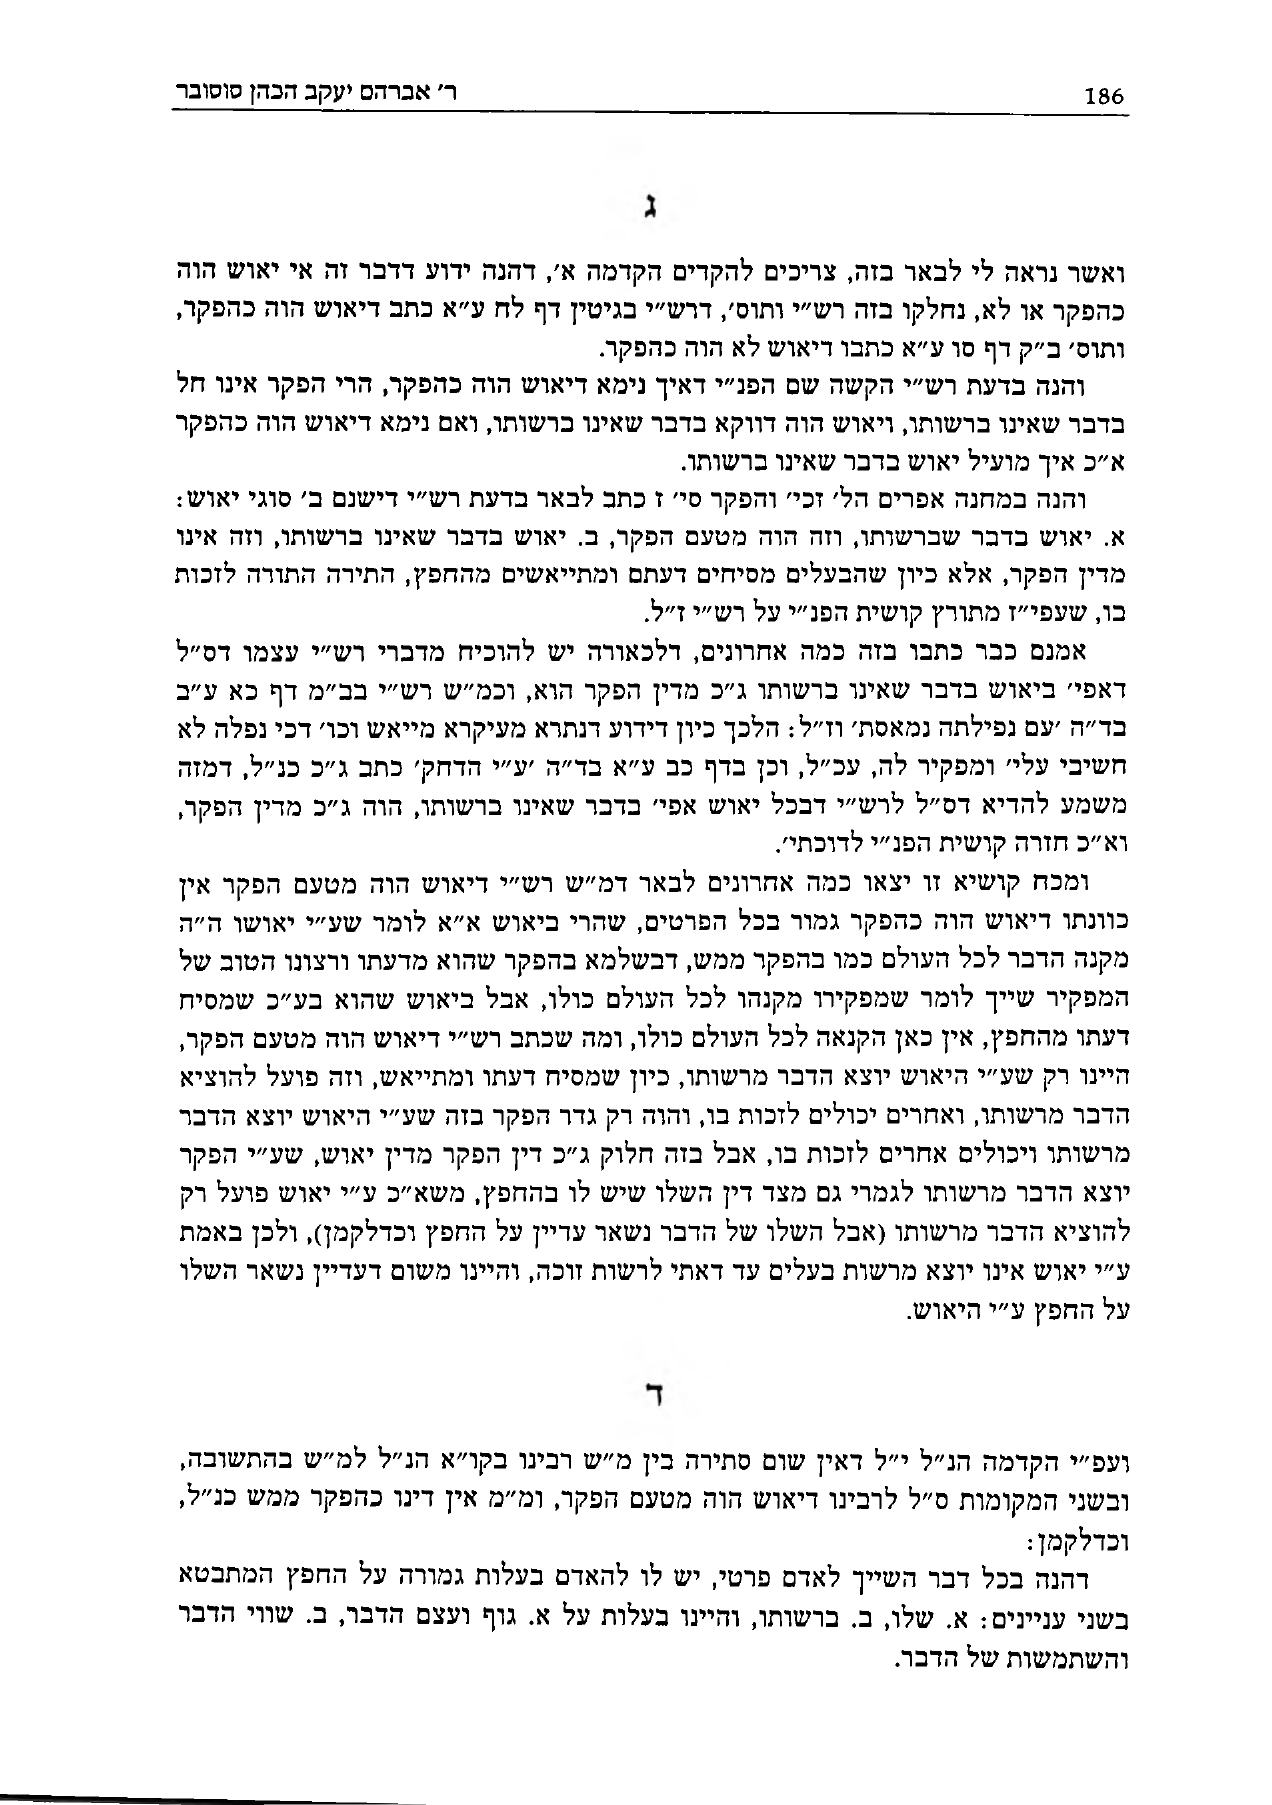 186 ר׳ אברהם יעקב הכהן סוסובר
ג
ואשר נראה לי לבאר בזה, צריכים להקדים הקדמה א׳, דהנה ידוע דדבר זה אי יאוש הוה
כהפקר או לא, נחלקו בזה רש״י ותוס׳, דרש״י בגיטין דף לח ע״א כתב דיאוש הוה כהפקר,
ותוס׳ ב״ק דף סו ע״א כתבו דיאוש לא הוה כהפקר.
והנה בדעת רש״י הקשה שם הפנ״י דאיך נימא דיאוש הוה כהפקר, הרי הפקר אינו חל
בדבר שאינו ברשותו, ויאוש הוה דווקא בדבר שאינו ברשותו, ואם נימא דיאוש הוה כהפקר
א״כ איך מועיל יאוש בדבר שאינו ברשותו.
והנה במחנה אפרים הל׳ זכי׳ והפקר סי׳ ז כתב לבאר בדעת רש״י דישנם ב׳ סוגי יאוש:
א. יאוש בדבר שברשותו, וזה הוה מטעם הפקר, ב. יאוש בדבר שאינו ברשותו, וזה אינו
מדין הפקר, אלא כיון שהבעלים מסיחים דעתם ומתייאשים מהחפץ, התירה התורה לזכות
בו, שעפי״ז מתורץ קושית הפנ״י על רש״י ז״ל.
אמנם כבר כתבו בזה כמה אחרונים, דלכאורה יש להוכיח מדברי רש״י עצמו דס״ל
דאפי׳ ביאוש בדבר שאינו ברשותו ג״כ מדין הפקר הוא, וכמ״ש רש״י בב״מ דף כא ע״ב
בד״ה ׳עם נפילתה נמאסת׳ וז״ל: הלכך כיון דידוע דנתרא מעיקרא מייאש וכו׳ דכי נפלה לא
חשיבי עלי׳ ומפקיר לה, עכ״ל, וכן בדף כב ע״א בד״ה ׳ע״י הדחק׳ כתב ג״כ כנ״ל, דמזה
משמע להדיא דס״ל לרש״י דבכל יאוש אפי׳ בדבר שאינו ברשותו, הוה ג״כ מדין הפקר,
וא״כ חזרה קושית הפנ״י לדוכתי׳.
ומכח קושיא זו יצאו כמה אחרונים לבאר דמ״ש רש״י דיאוש הוה מטעם הפקר אין
כוונתו דיאוש הוה כהפקר גמור בכל הפרטים, שהרי ביאוש א״א לומר שע״י יאושו ה״ה
מקנה הדבר לכל העולם כמו בהפקר ממש, דבשלמא בהפקר שהוא מדעתו ורצונו הטוב של
המפקיר שייך לומר שמפקירו מקנהו לכל העולם כולו, אבל ביאוש שהוא בע״כ שמסיח
דעתו מהחפץ, אין כאן הקנאה לכל העולם כולו, ומה שכתב רש״י דיאוש הוה מטעם הפקר,
היינו רק שע״י היאוש יוצא הדבר מרשותו, כיון שמסיח דעתו ומתייאש, וזה פועל להוציא
הדבר מרשותו, ואחרים יכולים לזכות בו, והוה רק גדר הפקר בזה שע״י היאוש יוצא הדבר
מרשותו ויכולים אחרים לזכות בו, אבל בזה חלוק ג״כ דין הפקר מדין יאוש, שע״י הפקר
יוצא הדבר מרשותו לגמרי גם מצד דין השלו שיש לו בהחפץ, משא״כ ע״י יאוש פועל רק
להוציא הדבר מרשותו (אבל השלו של הדבר נשאר עדיין על החפץ וכדלקמן), ולכן באמת
ע״י יאוש אינו יוצא מרשות בעלים עד דאתי לרשות זוכה, והיינו משום דעדיין נשאר השלו
על החפץ ע״י היאוש.
ד
ועפ״י הקדמה הנ״ל י״ל דאין שום סתירה בין מ״ש רבינו בקו״א הנ״ל למ״ש בהתשובה,
ובשני המקומות ס״ל לרבינו דיאוש הוה מטעם הפקר, ומ״מ אין דינו כהפקר ממש כנ״ל,
וכדלקמן:
דהנה בכל דבר השייך לאדם פרטי, יש לו להאדם בעלות גמורה על החפץ המתבטא
בשני עניינים: א. שלו, ב. ברשותו, והיינו בעלות על א. גוף ועצם הדבר, ב. שווי הדבר
והשתמשות של הדבר.